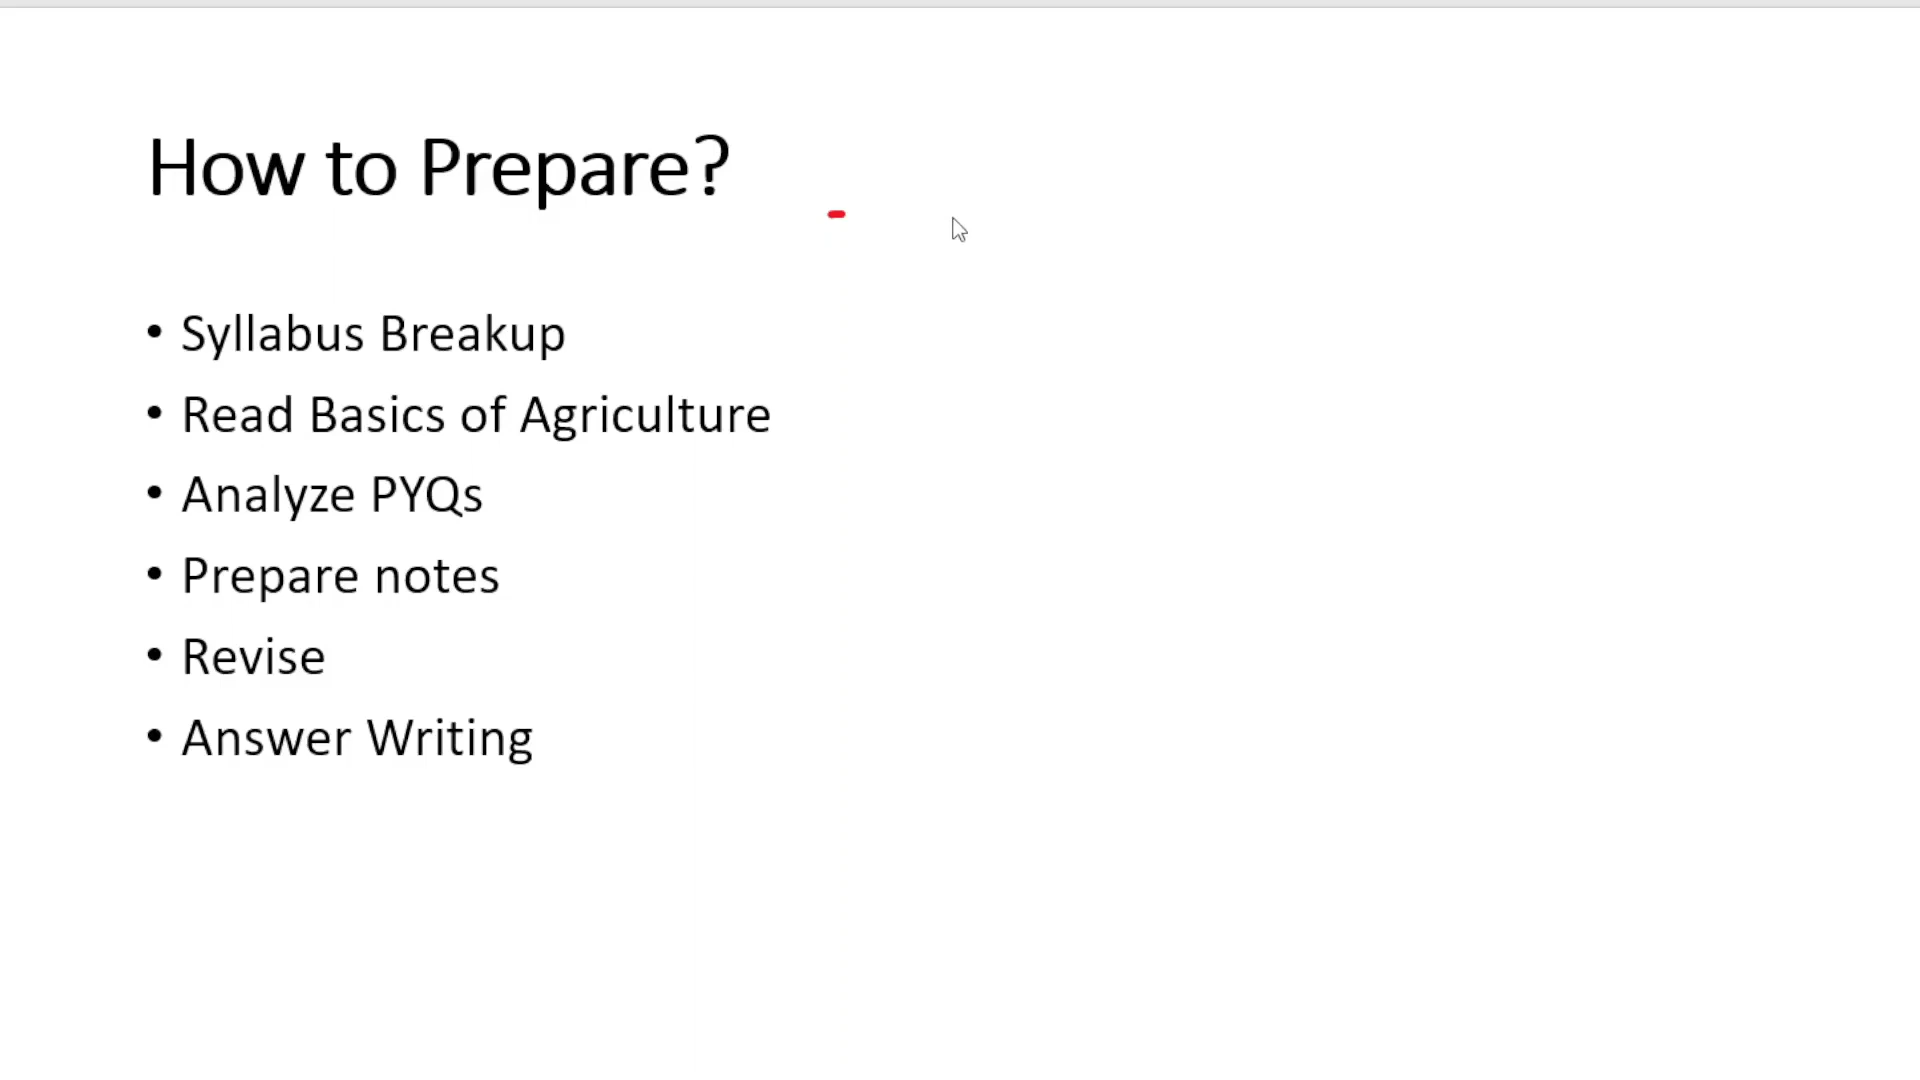 How to Prepare?
• Syllabus Breakup
• Read Basics of Agriculture
• Analyze PYQs
• Prepare notes
• Revise
• Answer Writing